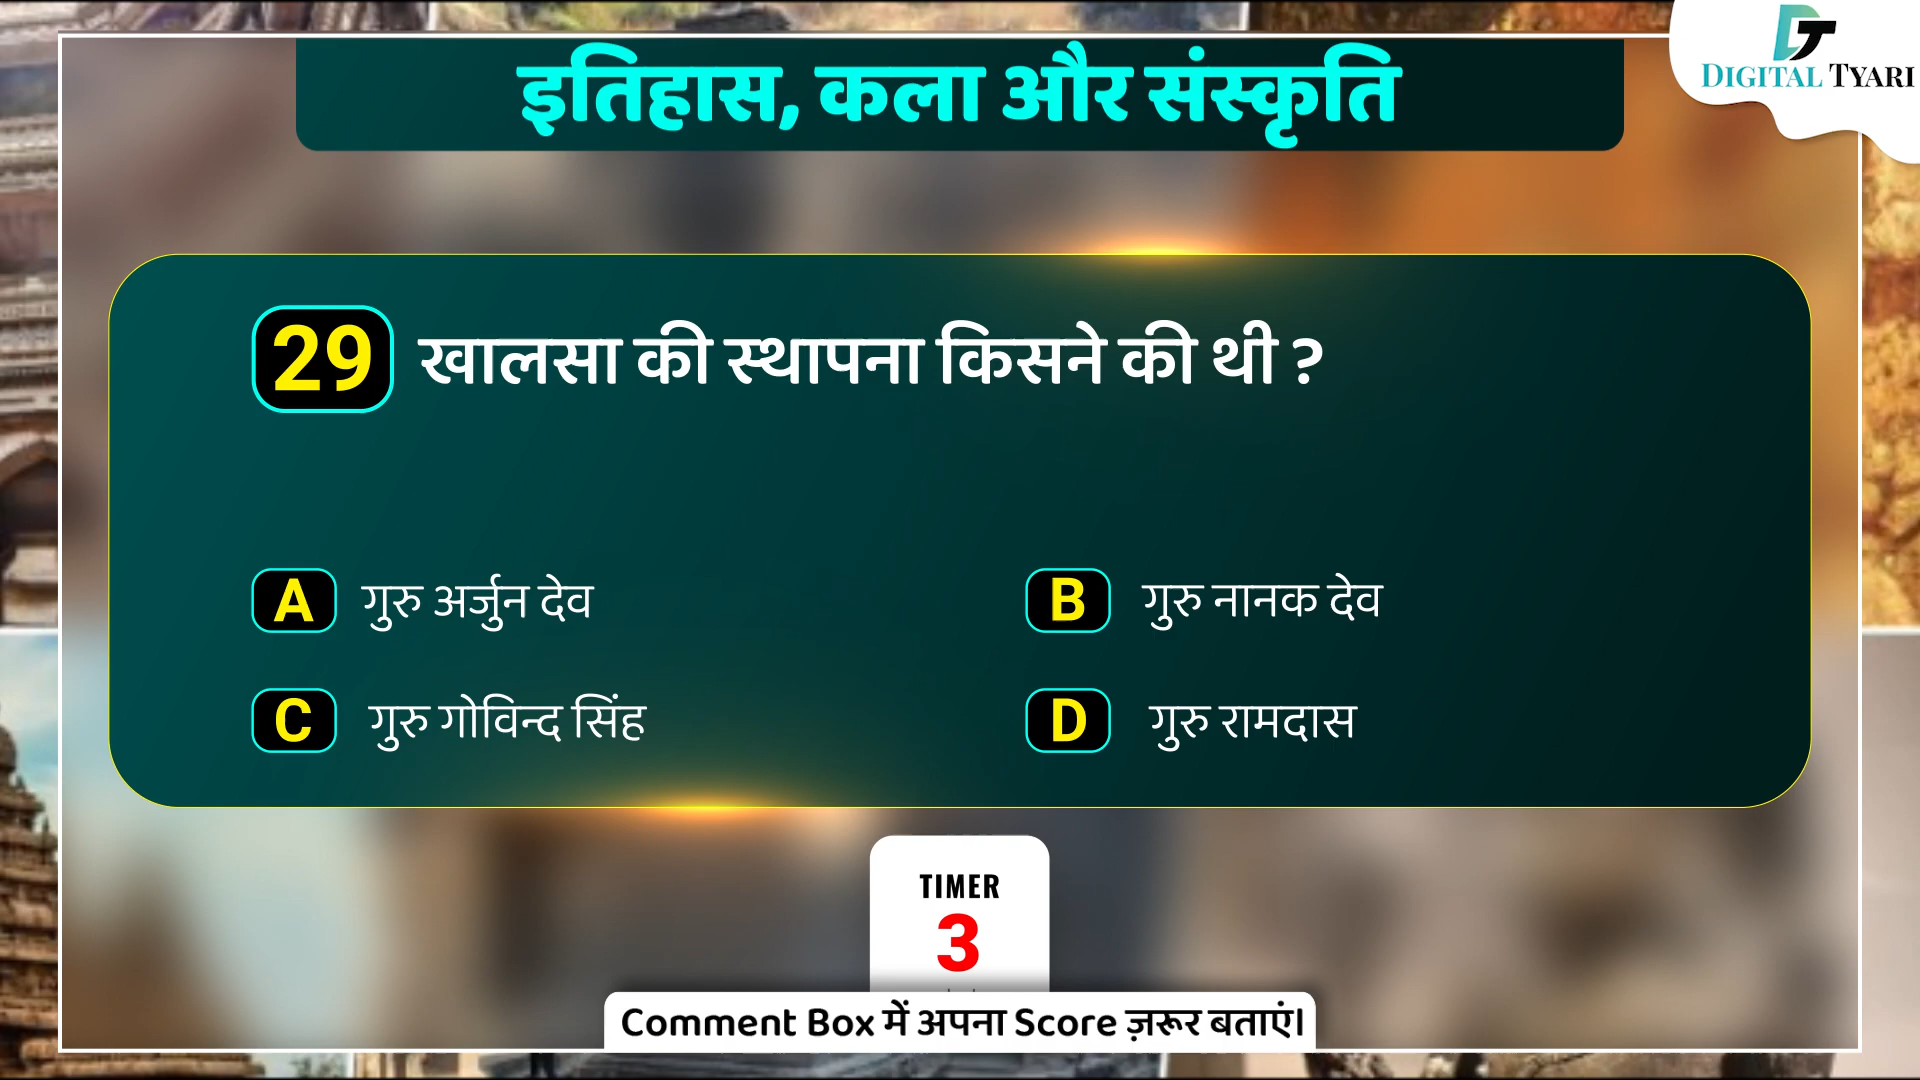 इतिहास, कला और संस्कृति
DT
DIGITAL TYARI
29 खालसा की स्थापना किसने की थी ?
A गुरु अर्जुन देव
B गुरु नानक देव
C गुरु गोविन्द सिंह
D गुरु रामदास
TIMER
3
Comment Box में अपना Score ज़रूर बताएं।